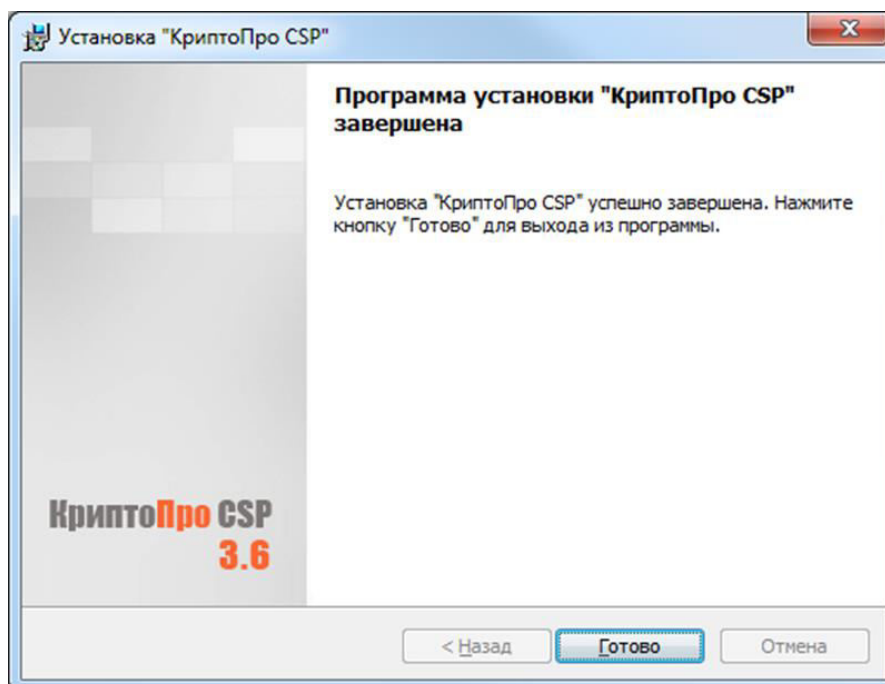 Установка "КриптоПро CSP"
Программа установки "КриптоПро CSP"
завершена
Установка "КриптоПро CSP" успешно завершена. Нажмите
кнопку "Готово" для выхода из программы.
КриптоПро CSP
3.6
< Назад
Готово
Отмена